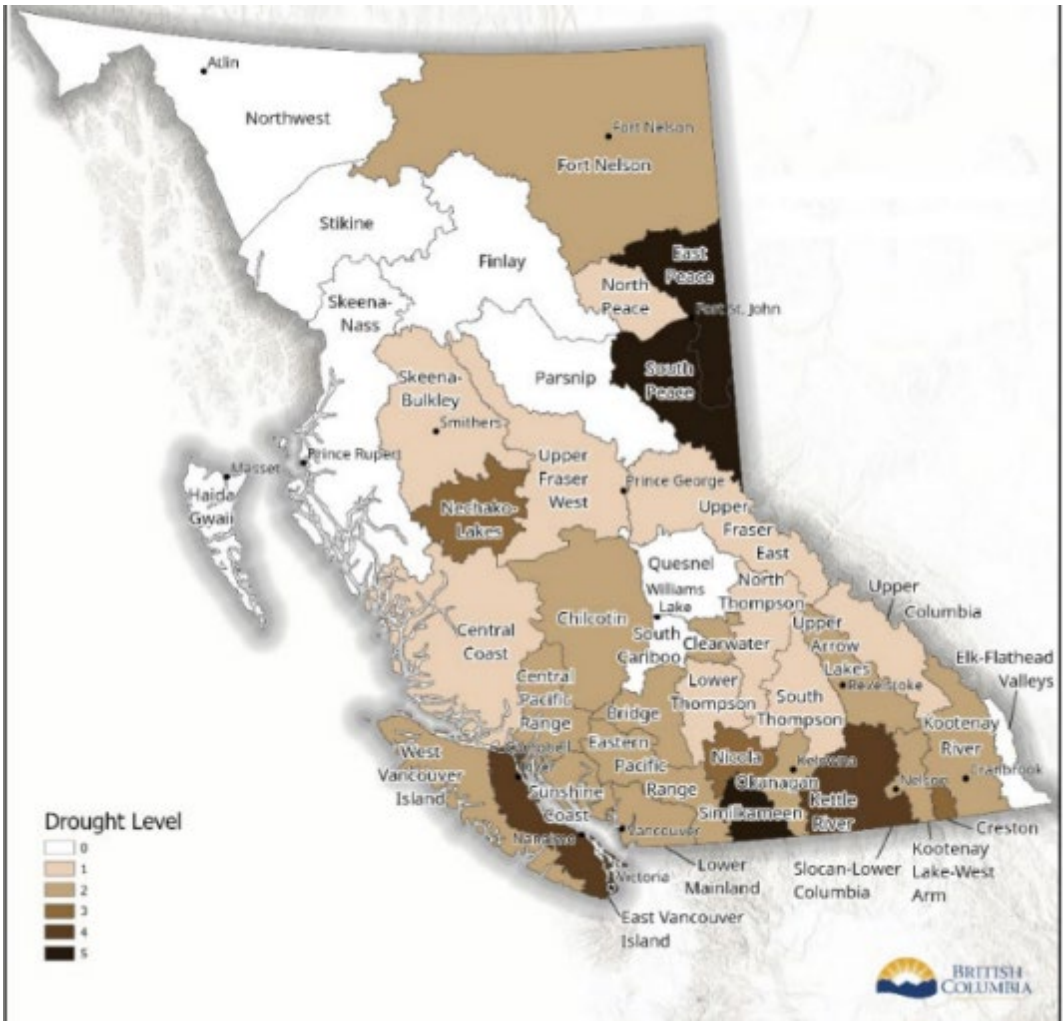 Atlin
Northwest
Fort Nelson
Fort Nelson
Stikine
Finlay
East
Peace
North
Peace
Skeena-
Nass
Fort St. John
Skeena-
Bulkley
Parsnip
South
Peace
Smithers
Masset
Prince Rupert
Upper
Fraser
West
Prince George
Haida
Gwaii
Nechako-
Lakes
Upper
Fraser
East
Quesnel
North
Thompson
Williams
Lake
Upper
Columbia
Chilcotin
Central
Coast
South
Cariboo
Clearwater
Upper
Arrow
Lakes
Elk-Flathead
Valleys
Central
Pacific
Range
Lower
Thompson
Revelstoke
South
Thompson
Bridge
Kootenay
River
West
Vancouver
Island
Campbell
River
Eastern
Pacific
Range
Nicola
Kelowna
Okanagan
Cranbrook
Nelson
Sunshine
Coast
Similkameen
Kettle
River
Drought Level
Nanaimo
Vancouver
Creston
0
1
2
3
4
5
Victoria
Lower
Mainland
Slocan-Lower
Columbia
Kootenay
Lake-West
Arm
East Vancouver
Island
BRITISH
COLUMBIA